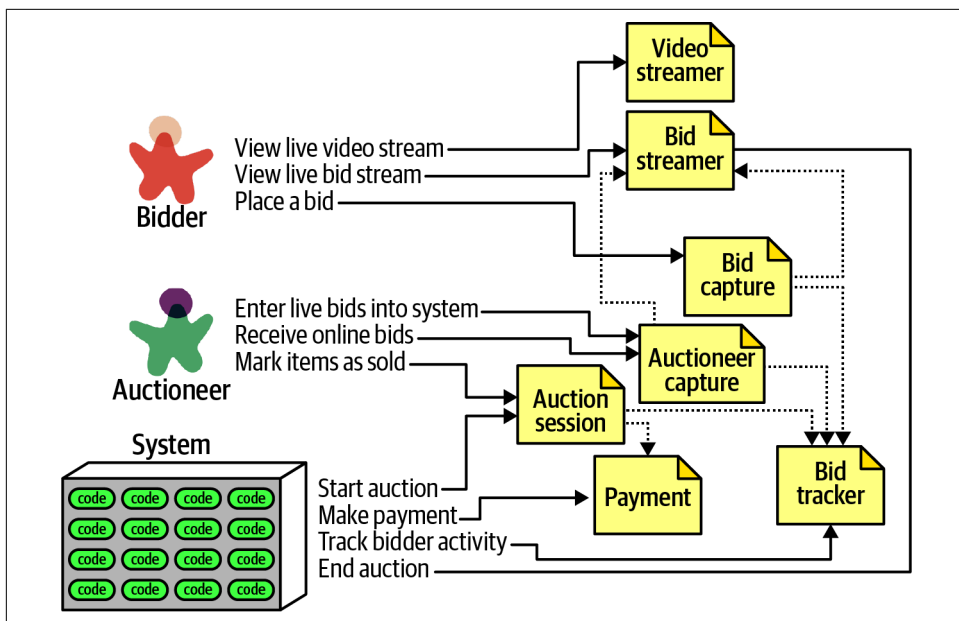 Video
streamer
Bid
streamer
View live video stream
View live bid stream
Place a bid
Bidder
Bid
capture
Enter live bids into system
Receive online bids
Mark items as sold
Auctioneer
Auctioneer
capture
Auction
session
System
code code code code
code code code code
code code code code
code code code code
Start auction
Make payment
Track bidder activity
End auction
Payment
Bid
tracker